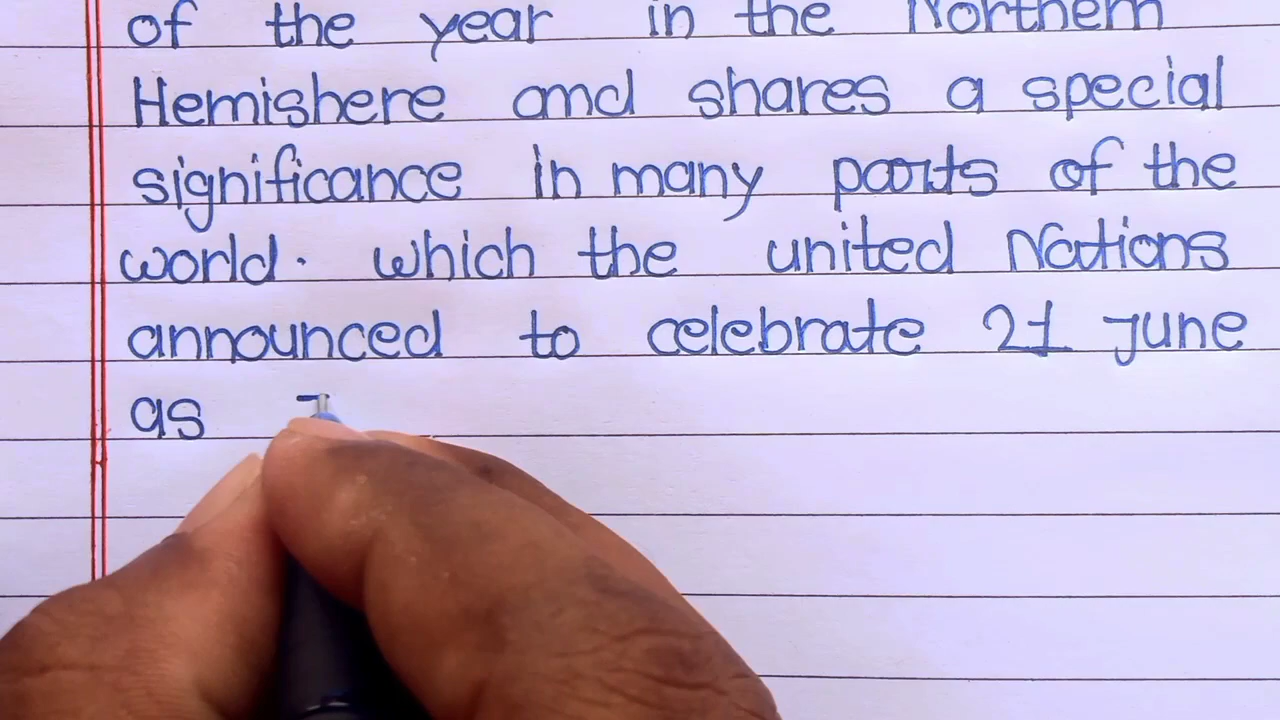 of the year in the Northern
Hemishere and shares a special
significance in many parts of the
world. which the united Nations
announced to celebrate 21 June
as